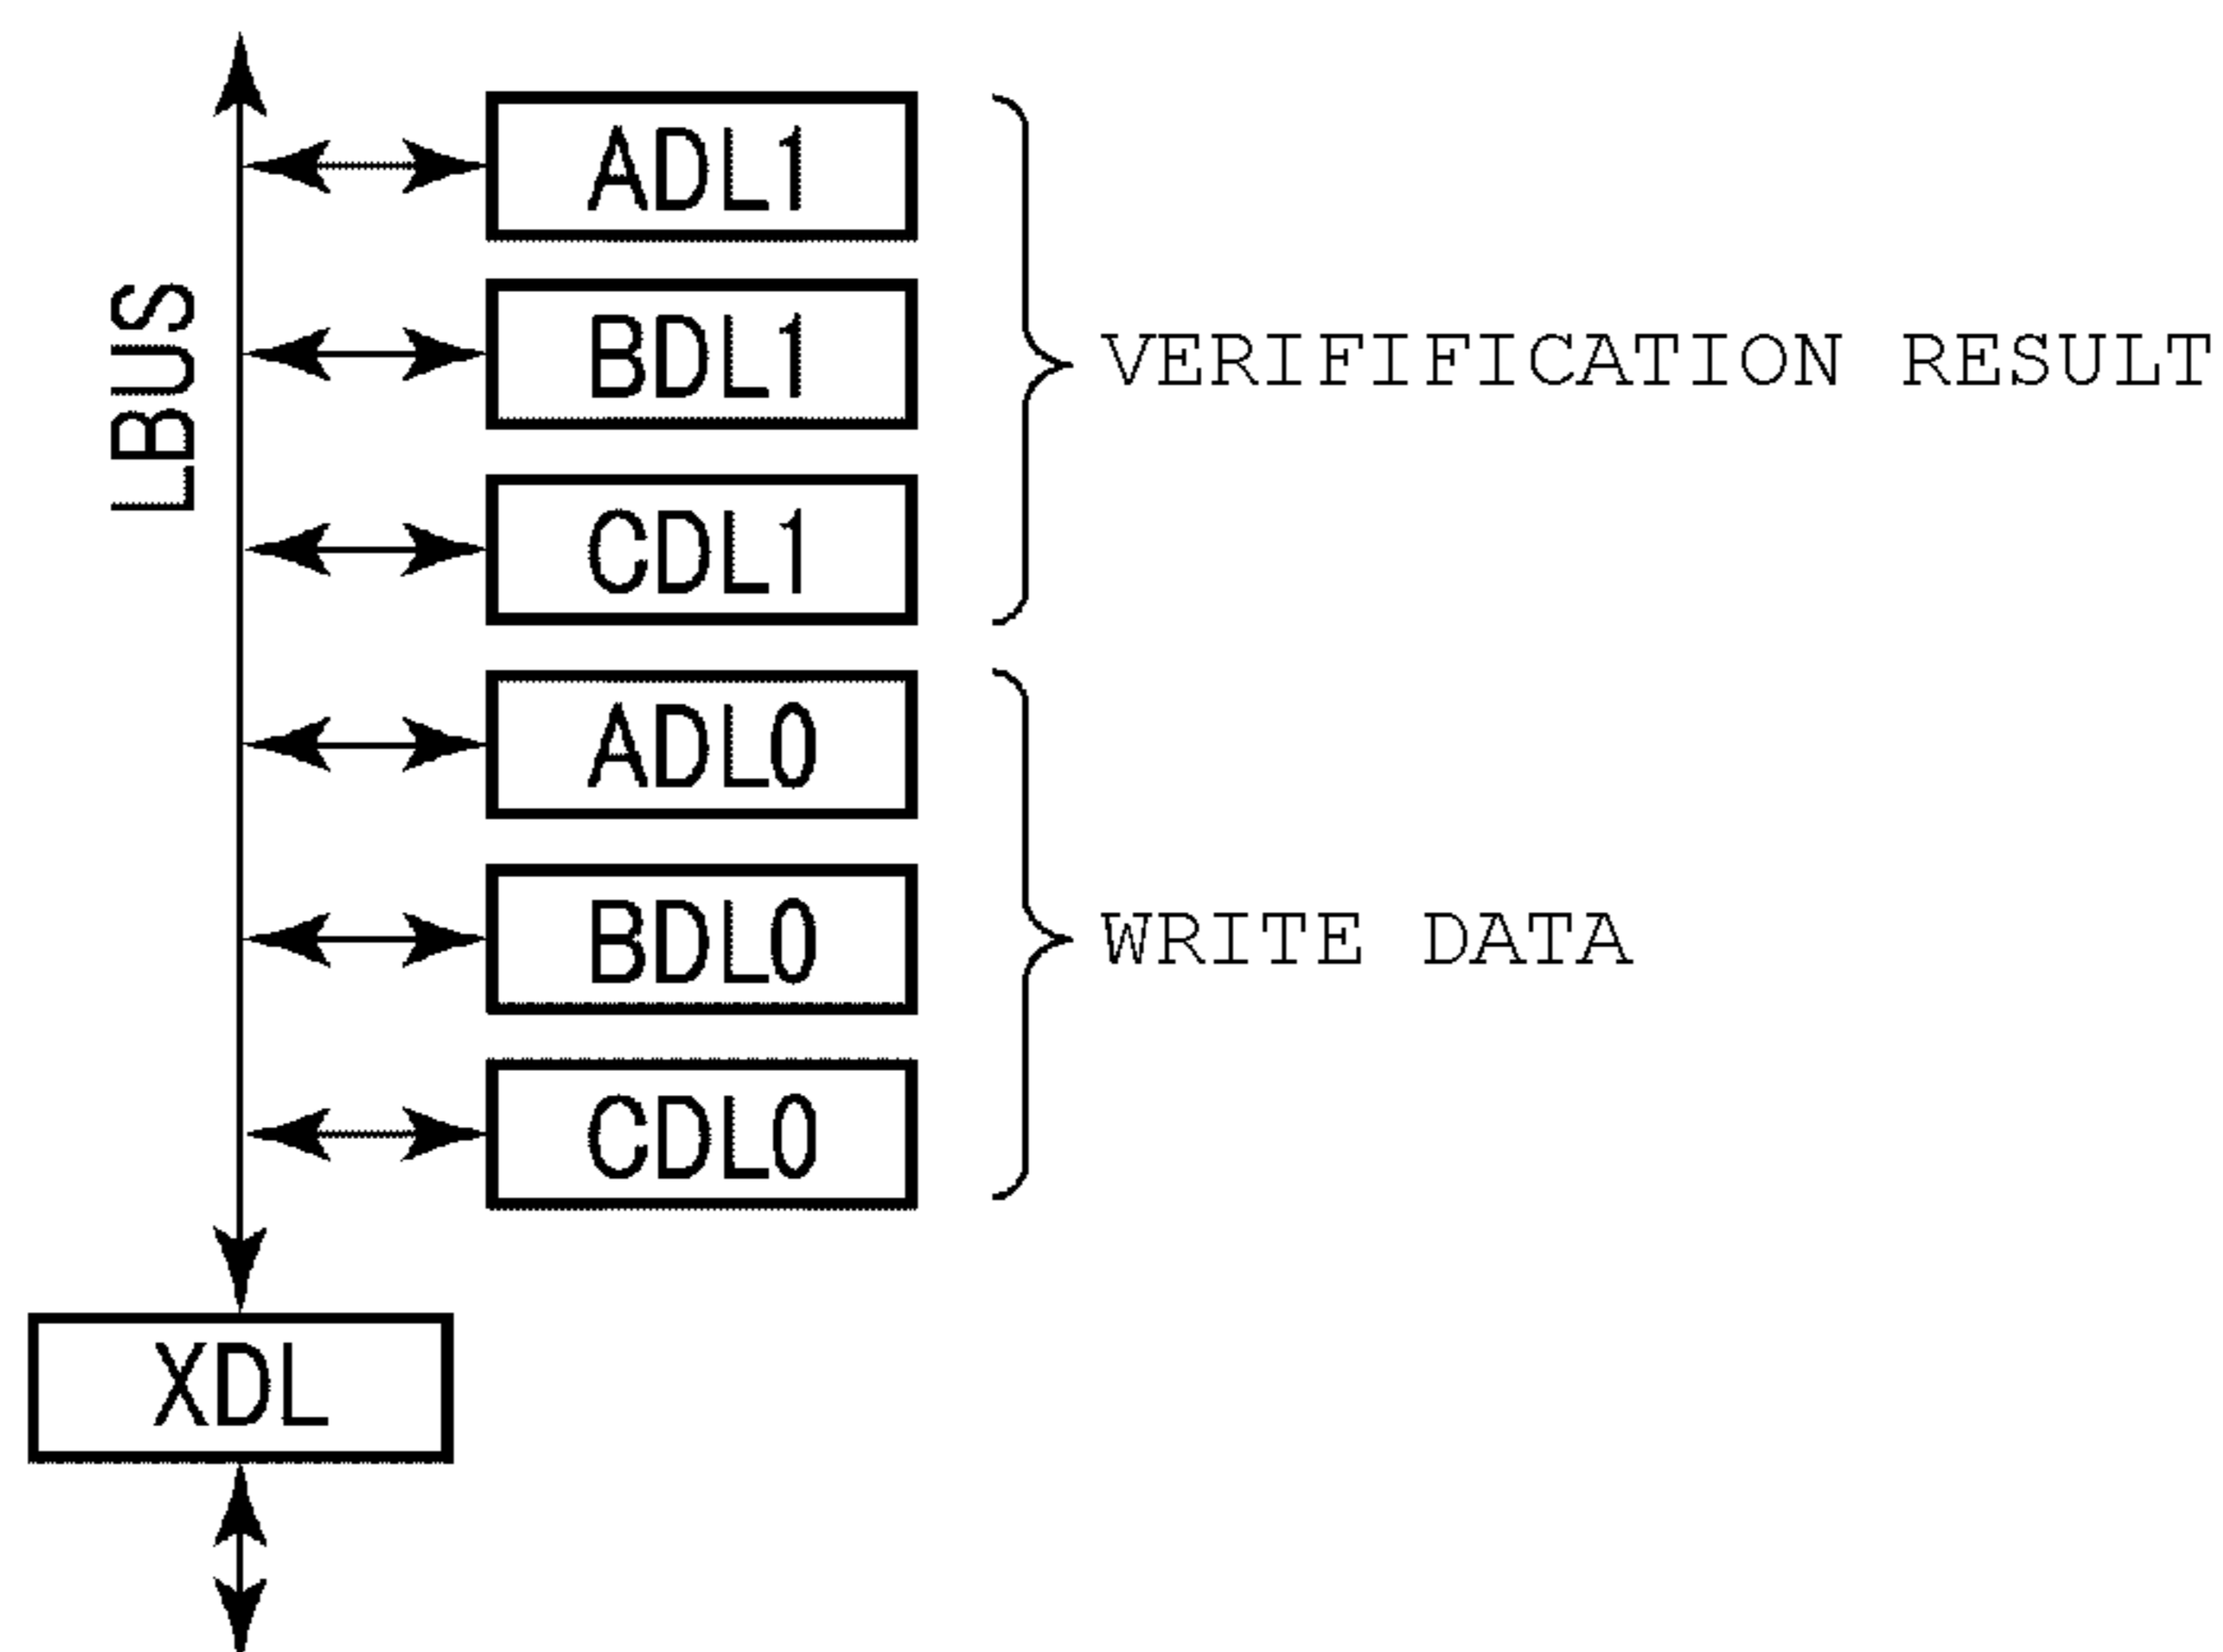 ADL1
LBUS
BDL1
VERIFIFICATION RESULT
CDL1
ADL0
BDL0
WRITE DATA
CDL0
XDL